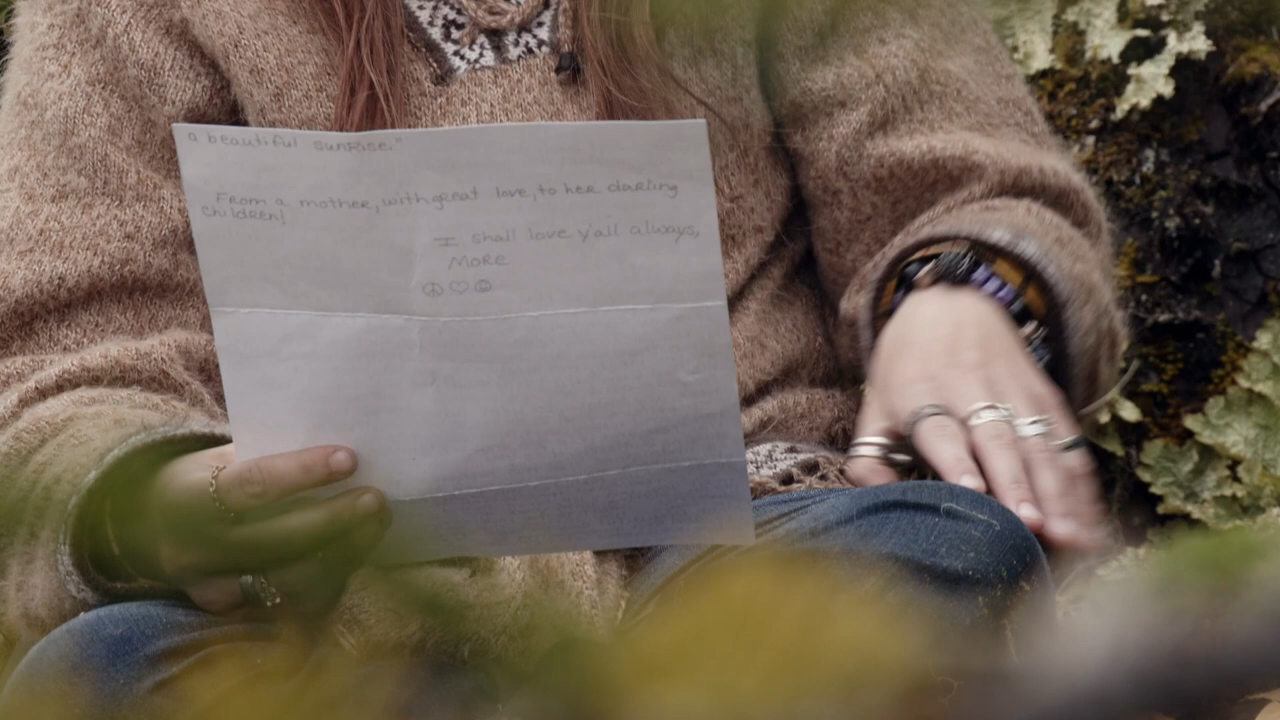 a beautiful sunrise."
From a mother, with great love, to her darling
children!
I shall love y'all always,
More